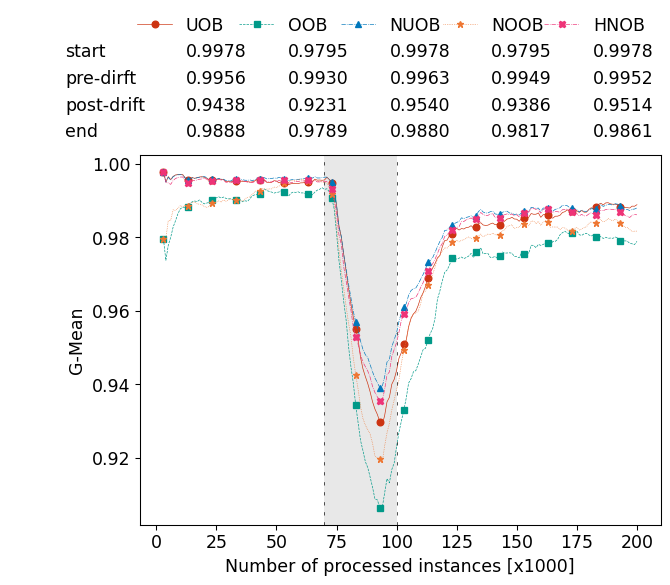 UOB OOB NUOB NOOB HNOB
start 0.9978 0.9795 0.9978 0.9795 0.9978
pre-dirft 0.9956 0.9930 0.9963 0.9949 0.9952
post-drift 0.9438 0.9231 0.9540 0.9386 0.9514
end 0.9888 0.9789 0.9880 0.9817 0.9861
1.00
0.98
0.96
0.94
0.92
G-Mean
0 25 50 75 100 125 150 175 200
Number of processed instances [x1000]